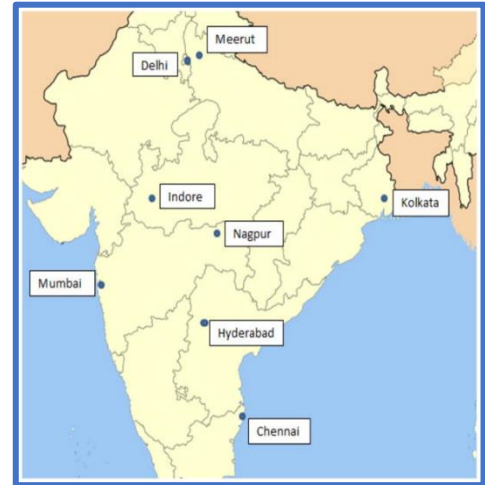 Meerut
Delhi
Indore
Kolkata
Nagpur
Mumbai
Hyderabad
Chennai